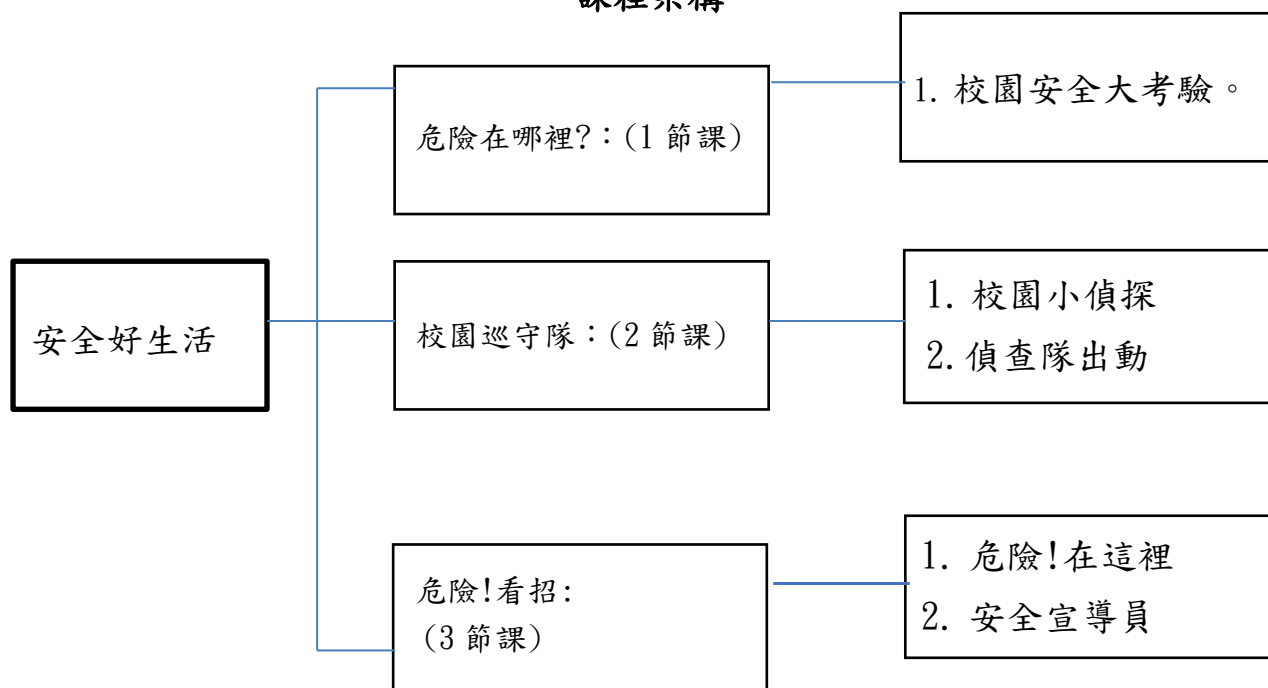 課程架構
安全好生活
危險在哪裡?：(1 節課)
1. 校園安全大考驗。
校園巡守隊：(2 節課)
1. 校園小偵探
2. 偵查隊出動
危險!看招:
(3 節課)
1. 危險!在這裡
2. 安全宣導員